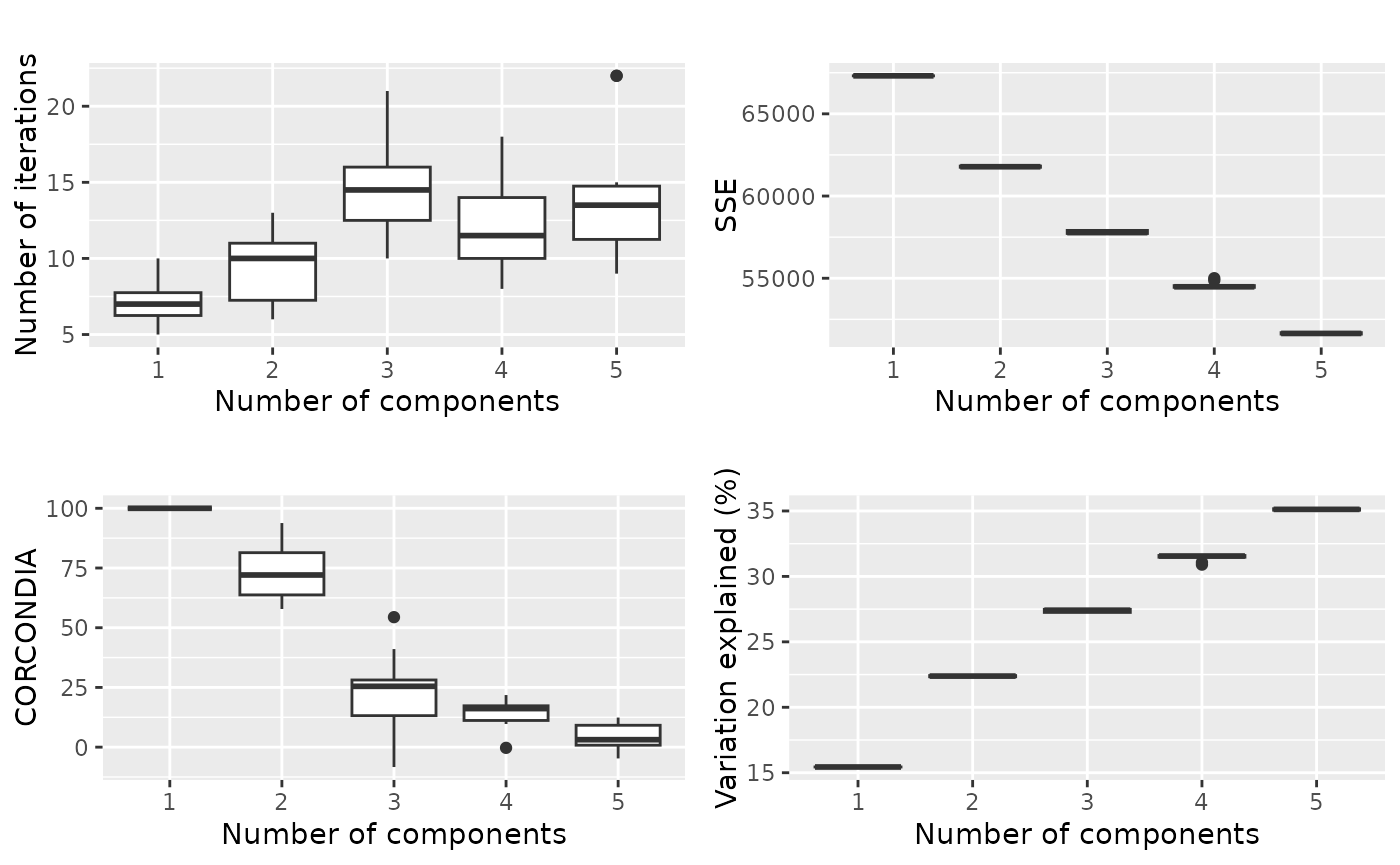 Number of iterations
20
15
10
5
1 2 3 4 5
Number of components
SSE
65000
60000
55000
1 2 3 4 5
Number of components
CORCONDIA
100
75
50
25
0
1 2 3 4 5
Number of components
Variation explained (%)
35
30
25
20
15
1 2 3 4 5
Number of components